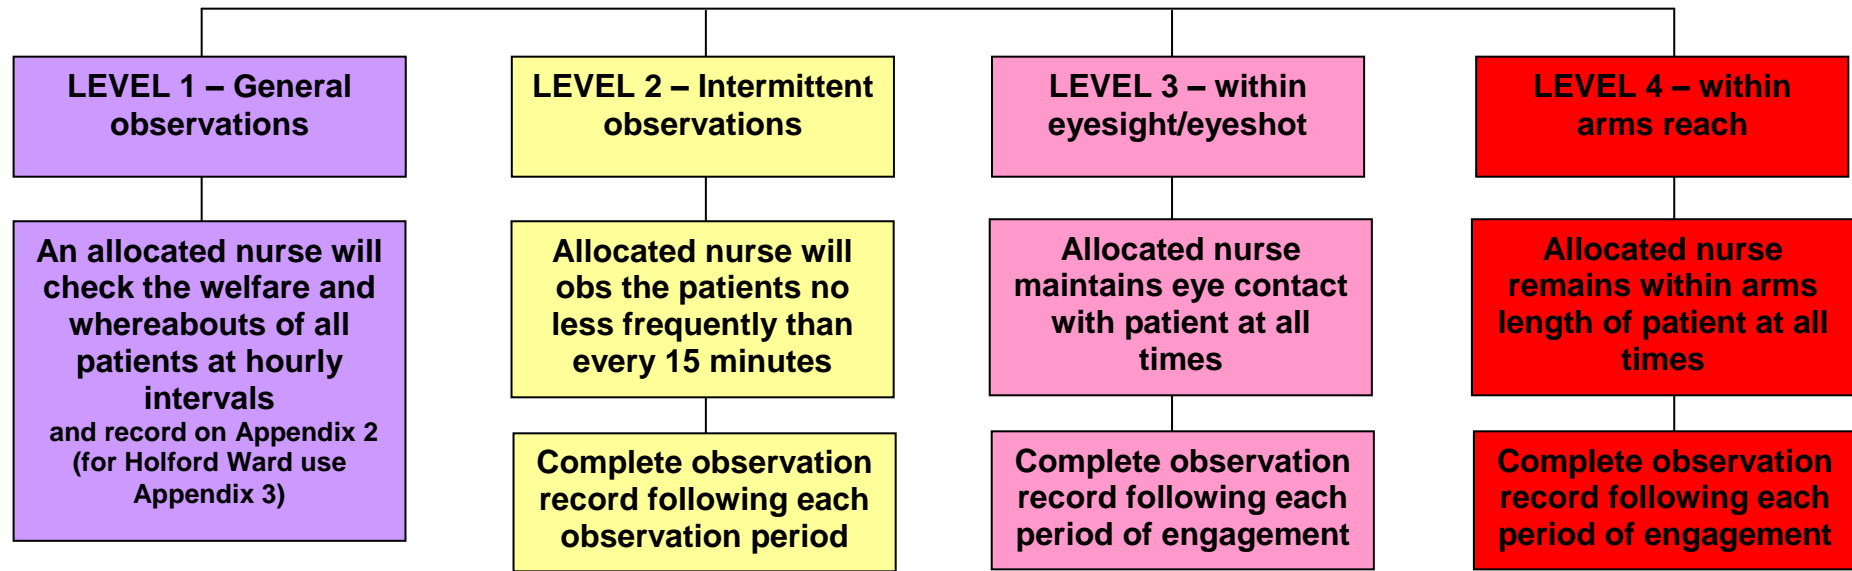 LEVEL 1 – General
observations
LEVEL 2 – Intermittent
observations
LEVEL 3 – within
eyesight/eyeshot
LEVEL 4 – within
arms reach
An allocated nurse will
check the welfare and
whereabouts of all
patients at hourly
intervals
and record on Appendix 2
(for Holford Ward use
Appendix 3)
Allocated nurse will
obs the patients no
less frequently than
every 15 minutes
Complete observation
record following each
observation period
Allocated nurse
maintains eye contact
with patient at all
times
Complete observation
record following each
period of engagement
Allocated nurse
remains within arms
length of patient at all
times
Complete observation
record following each
period of engagement